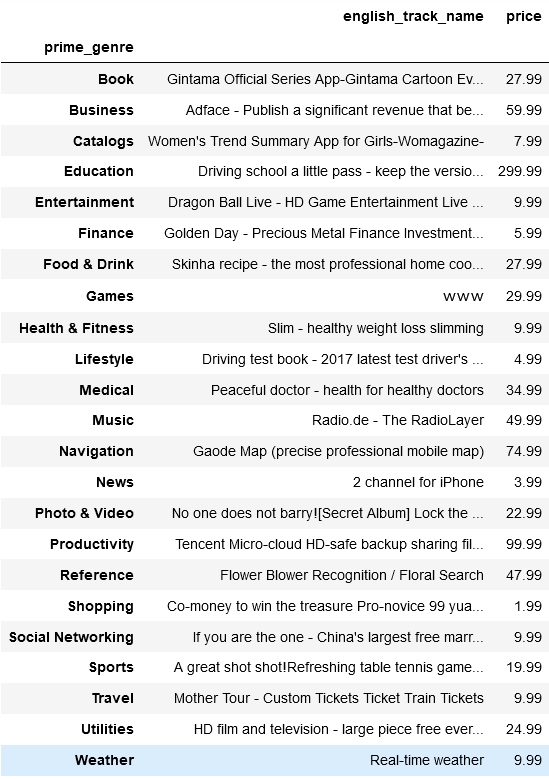 english_track_name price
prime_genre
Book Gintama Official Series App-Gintama Cartoon Ev... 27.99
Business Adface - Publish a significant revenue that be... 59.99
Catalogs Women's Trend Summary App for Girls-Womagazine- 7.99
Education Driving school a little pass - keep the versio... 299.99
Entertainment Dragon Ball Live - HD Game Entertainment Live ... 9.99
Finance Golden Day - Precious Metal Finance Investment... 5.99
Food & Drink Skinha recipe - the most professional home coo... 27.99
Games www 29.99
Health & Fitness Slim - healthy weight loss slimming 9.99
Lifestyle Driving test book - 2017 latest test driver's ... 4.99
Medical Peaceful doctor - health for healthy doctors 34.99
Music Radio.de - The RadioLayer 49.99
Navigation Gaode Map (precise professional mobile map) 74.99
News 2 channel for iPhone 3.99
Photo & Video No one does not barry![Secret Album] Lock the ... 22.99
Productivity Tencent Micro-cloud HD-safe backup sharing fil... 99.99
Reference Flower Blower Recognition / Floral Search 47.99
Shopping Co-money to win the treasure Pro-novice 99 yua... 1.99
Social Networking If you are the one - China's largest free marr... 9.99
Sports A great shot shot!Refreshing table tennis game... 19.99
Travel Mother Tour - Custom Tickets Ticket Train Tickets 9.99
Utilities HD film and television - large piece free ever... 24.99
Weather Real-time weather 9.99